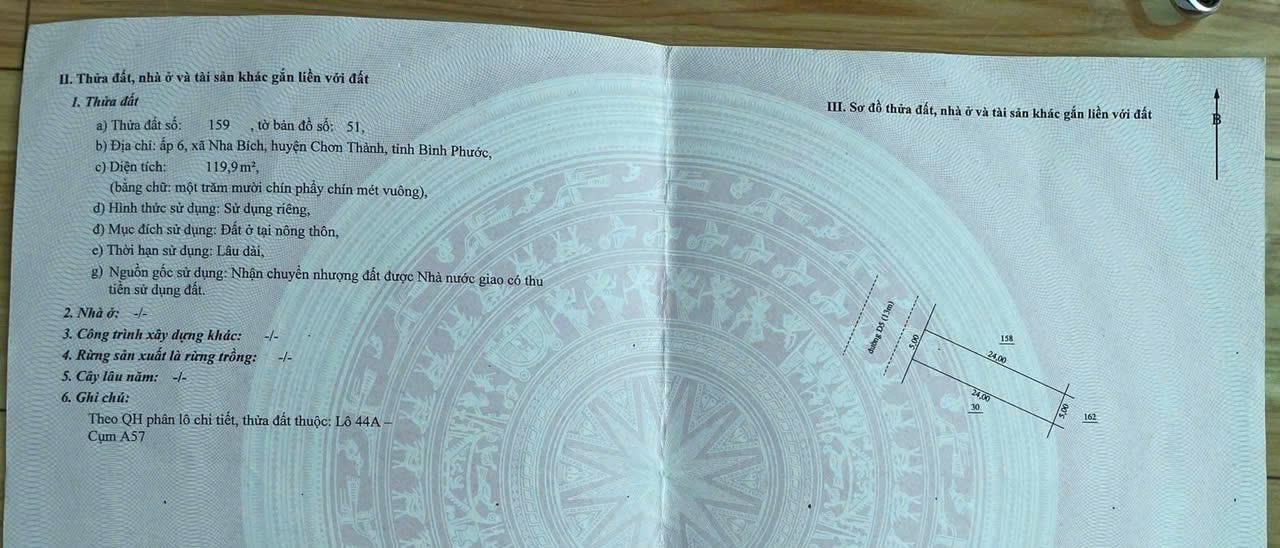 II. Thửa đất, nhà ở và tài sản khác gắn liền với đất
1. Thửa đất
a) Thửa đất số: 159 , tờ bản đồ số: 51,
b) Địa chỉ: ấp 6, xã Nha Bích, huyện Chơn Thành, tỉnh Bình Phước,
c) Diện tích: 119,9 m²,
(bằng chữ: một trăm mười chín phẩy chín mét vuông),
d) Hình thức sử dụng: Sử dụng riêng,
đ) Mục đích sử dụng: Đất ở tại nông thôn,
e) Thời hạn sử dụng: Lâu dài,
g) Nguồn gốc sử dụng: Nhận chuyển nhượng đất được Nhà nước giao có thu
tiền sử dụng đất.
2. Nhà ở: -/-
3. Công trình xây dựng khác: -/-
4. Rừng sản xuất là rừng trồng: -/-
5. Cây lâu năm: -/-
6. Ghi chú:
Theo QH phân lô chi tiết, thửa đất thuộc: Lô 44A –
Cụm A57
III. Sơ đồ thửa đất, nhà ở và tài sản khác gắn liền với đất
B
đường D5 (13m)
5,00
158
24,00
24,00
30
5,00
162